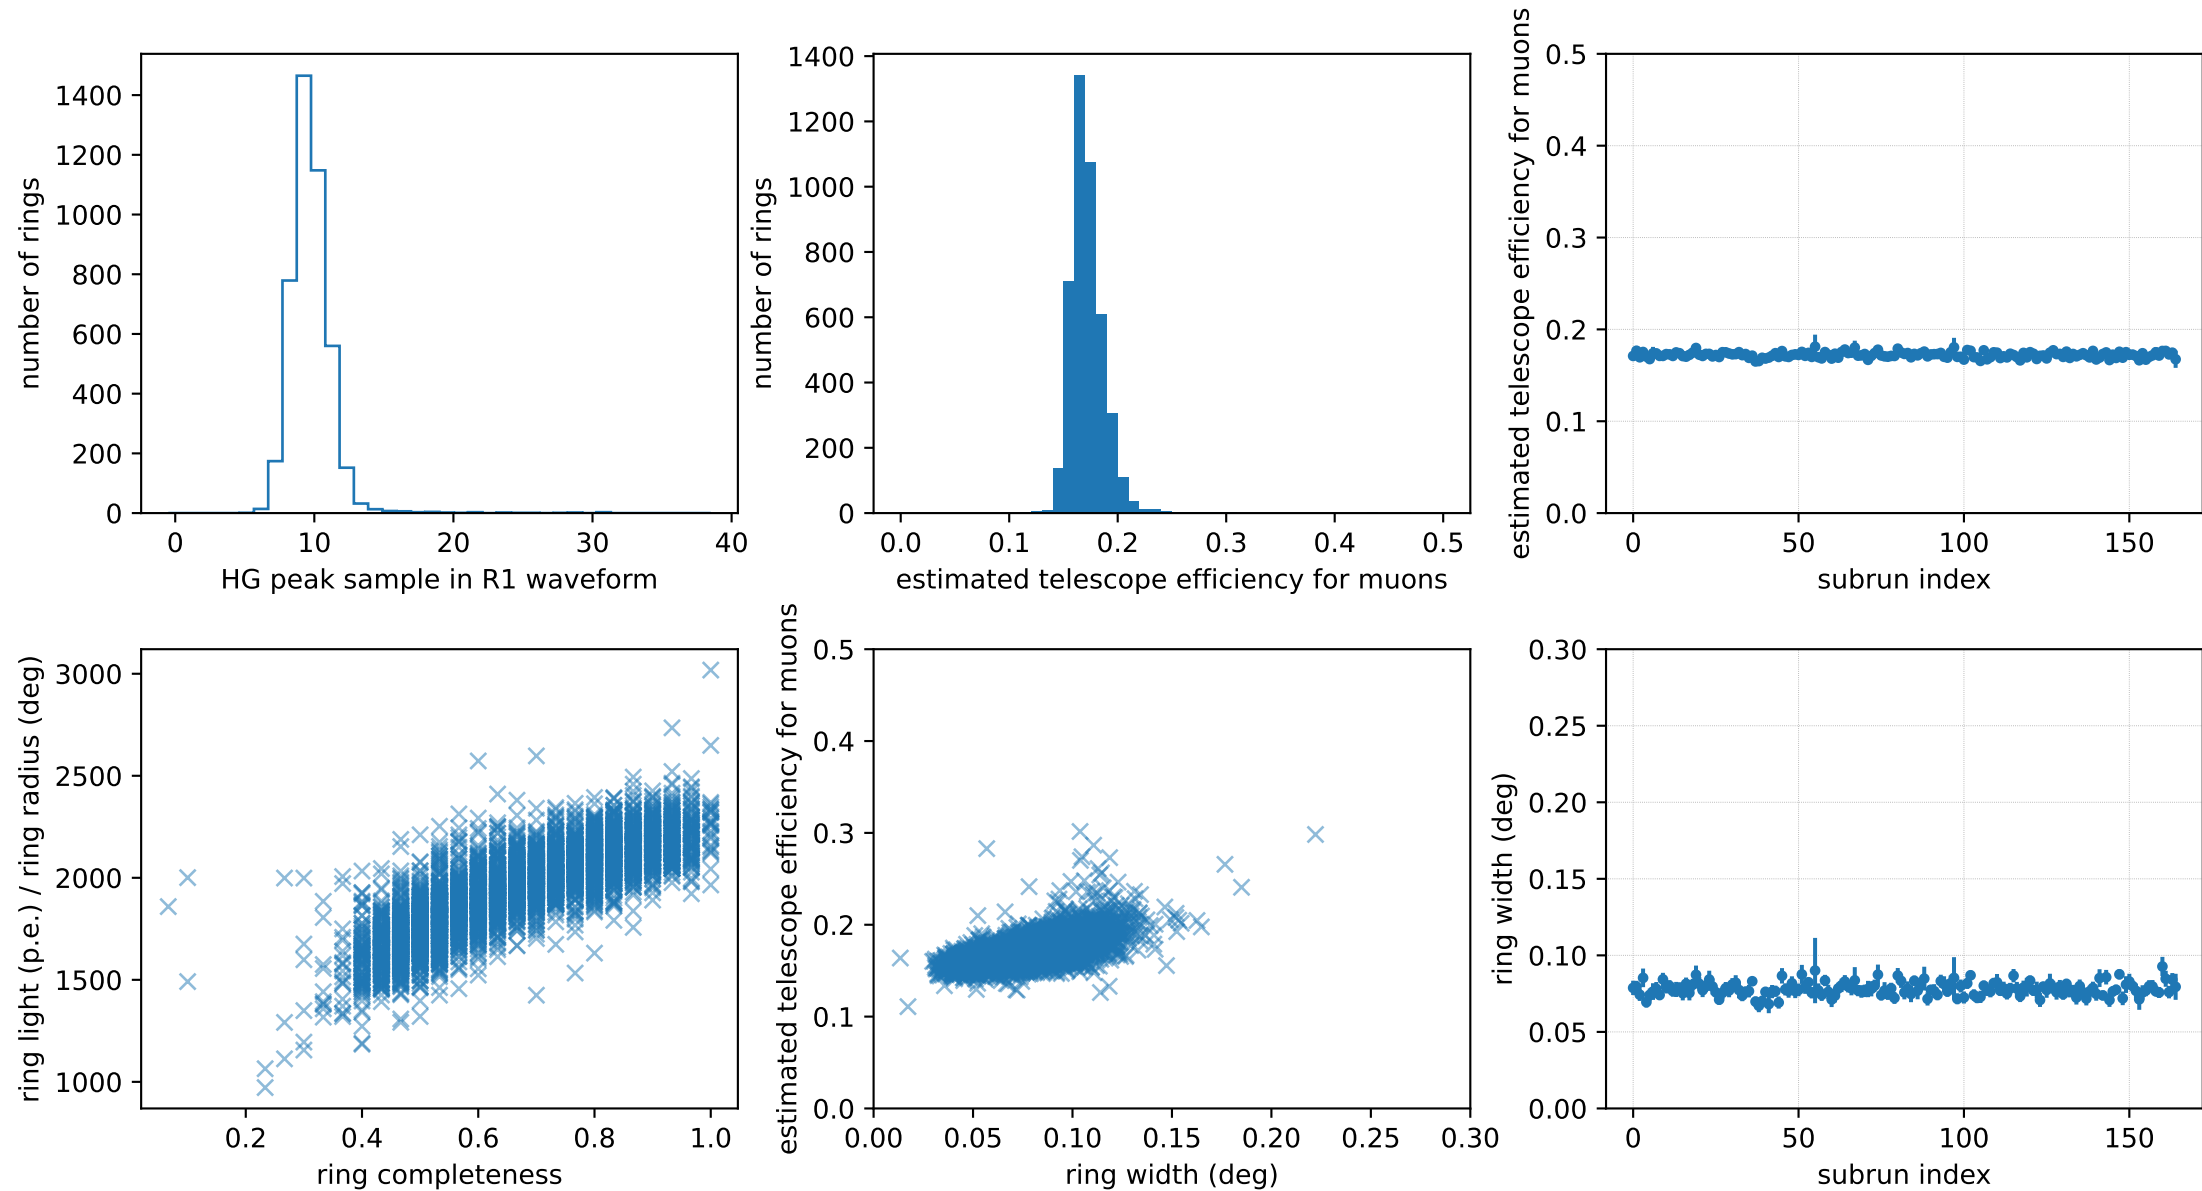 1400
1200
1000
800
600
400
200
0
number of rings
0 10 20 30 40
HG peak sample in R1 waveform
1400
1200
1000
800
600
400
200
0
number of rings
0.0 0.1 0.2 0.3 0.4 0.5
estimated telescope efficiency for muons
0.5
0.4
0.3
0.2
0.1
0.0
estimated telescope efficiency for muons
0 50 100 150
subrun index
3000
2500
2000
1500
1000
ring light (p.e.) / ring radius (deg)
0.2 0.4 0.6 0.8 1.0
ring completeness
0.5
0.4
0.3
0.2
0.1
0.0
estimated telescope efficiency for muons
0.00 0.05 0.10 0.15 0.20 0.25 0.30
ring width (deg)
0.30
0.25
0.20
0.15
0.10
0.05
0.00
ring width (deg)
0 50 100 150
subrun index